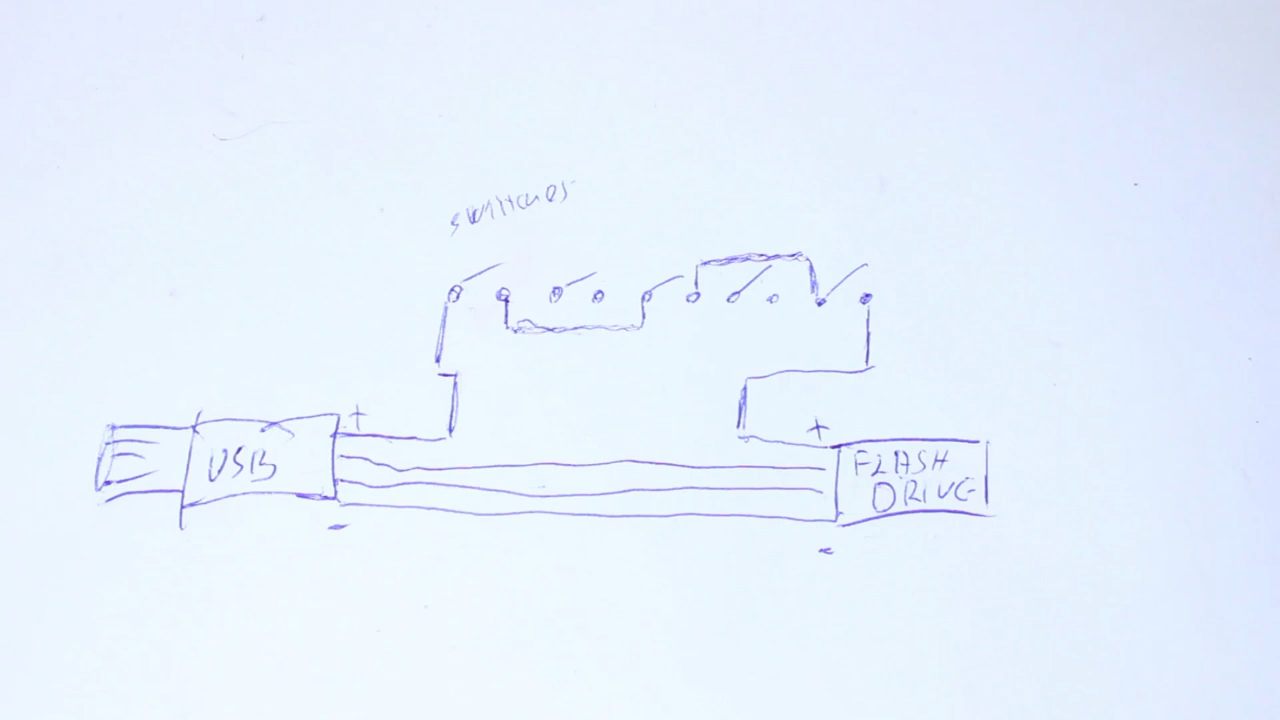 switches
+
+
USB
FLASH
DRIVE
-
-